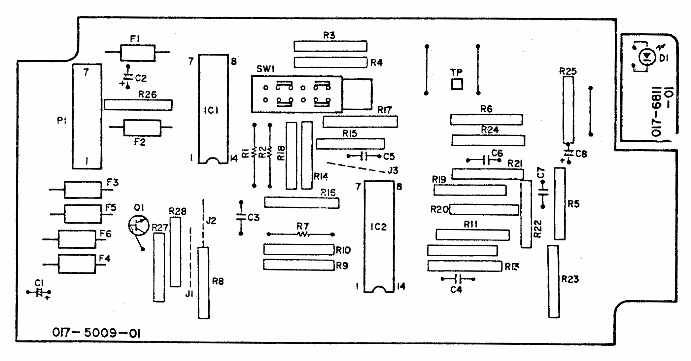 F1
R3
R4
7
C2
+
7
8
SW1
TP
R25
D1
R26
IC1
R17
R6
017-6811
-01
P1
F2
R15
R24
1
1
14
R1
R2
R18
R14
C5
C6
C8
+
J3
R21
C7
F3
R16
7
8
R19
F5
Q1
R28
J2
C3
R20
R22
R5
F6
R27
R7
IC2
R11
R10
F4
R9
R13
R8
R23
C1
+
J1
1
14
C4
017-5009-01